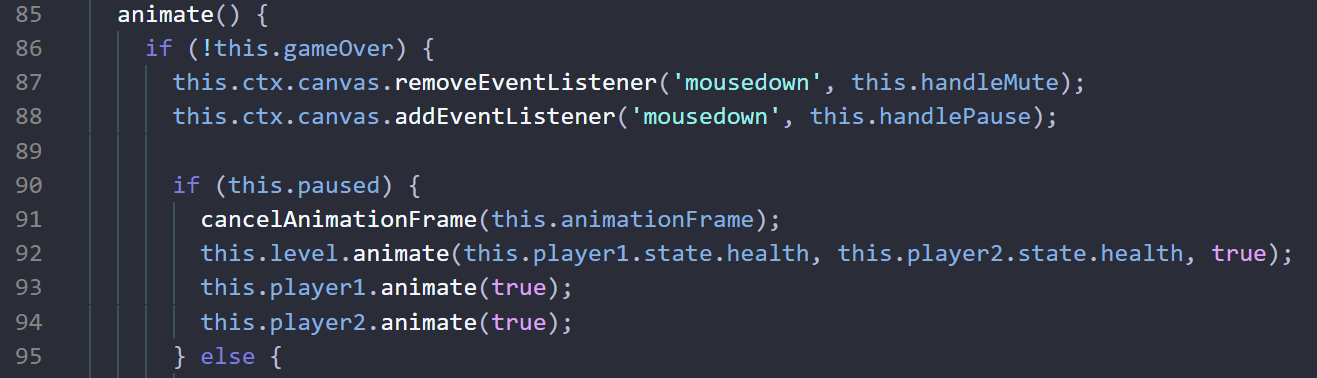 85 animate() {
86 if (!this.gameOver) {
87 this.ctx.canvas.removeEventListener('mousedown', this.handleMute);
88 this.ctx.canvas.addEventListener('mousedown', this.handlePause);
89
90 if (this.paused) {
91 cancelAnimationFrame(this.animationFrame);
92 this.level.animate(this.player1.state.health, this.player2.state.health, true);
93 this.player1.animate(true);
94 this.player2.animate(true);
95 } else {